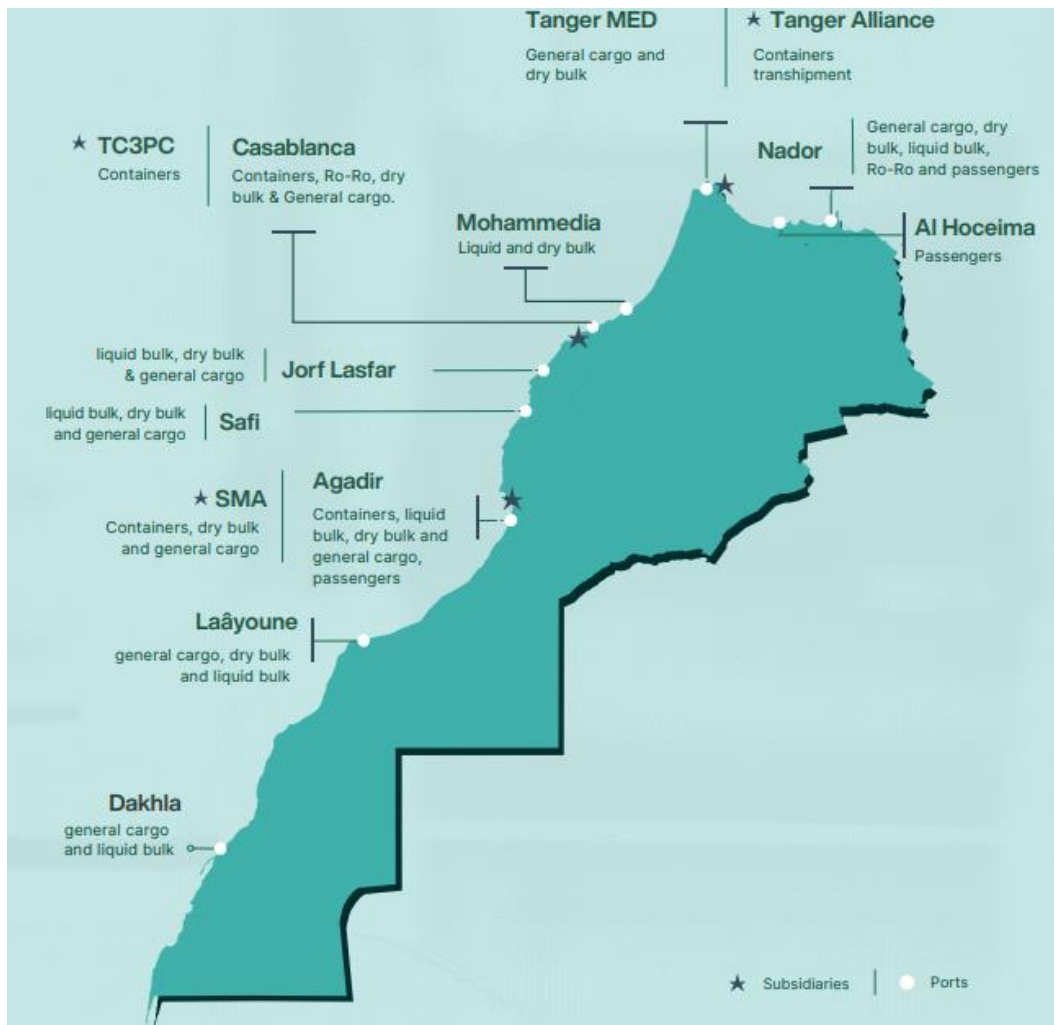 Tanger MED
General cargo and
dry bulk
Tanger Alliance
Containers
transhipment
TC3PC
Containers
Casablanca
Containers, Ro-Ro, dry
bulk & General cargo.
Nador
General cargo, dry
bulk, liquid bulk,
Ro-Ro and passengers
Mohammedia
Liquid and dry bulk
Al Hoceima
Passengers
liquid bulk, dry bulk
& general cargo
Jorf Lasfar
liquid bulk, dry bulk
and general cargo
Safi
SMA
Containers, dry bulk
and general cargo
Agadir
Containers, liquid
bulk, dry bulk and
general cargo,
passengers
Laâyoune
general cargo, dry bulk
and liquid bulk
Dakhla
general cargo
and liquid bulk
Subsidiaries
Ports